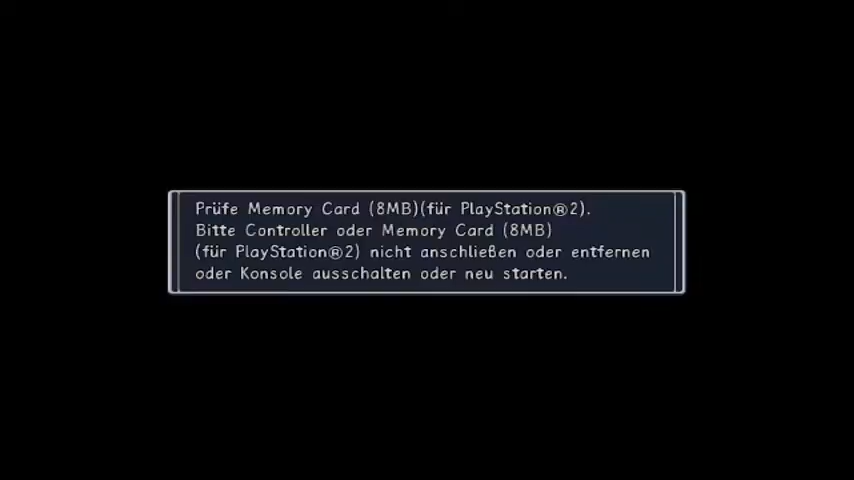 Prüfe Memory Card (8MB)(für PlayStation®2).
Bitte Controller oder Memory Card (8MB)
(für PlayStation®2) nicht anschließen oder entfernen
oder Konsole ausschalten oder neu starten.